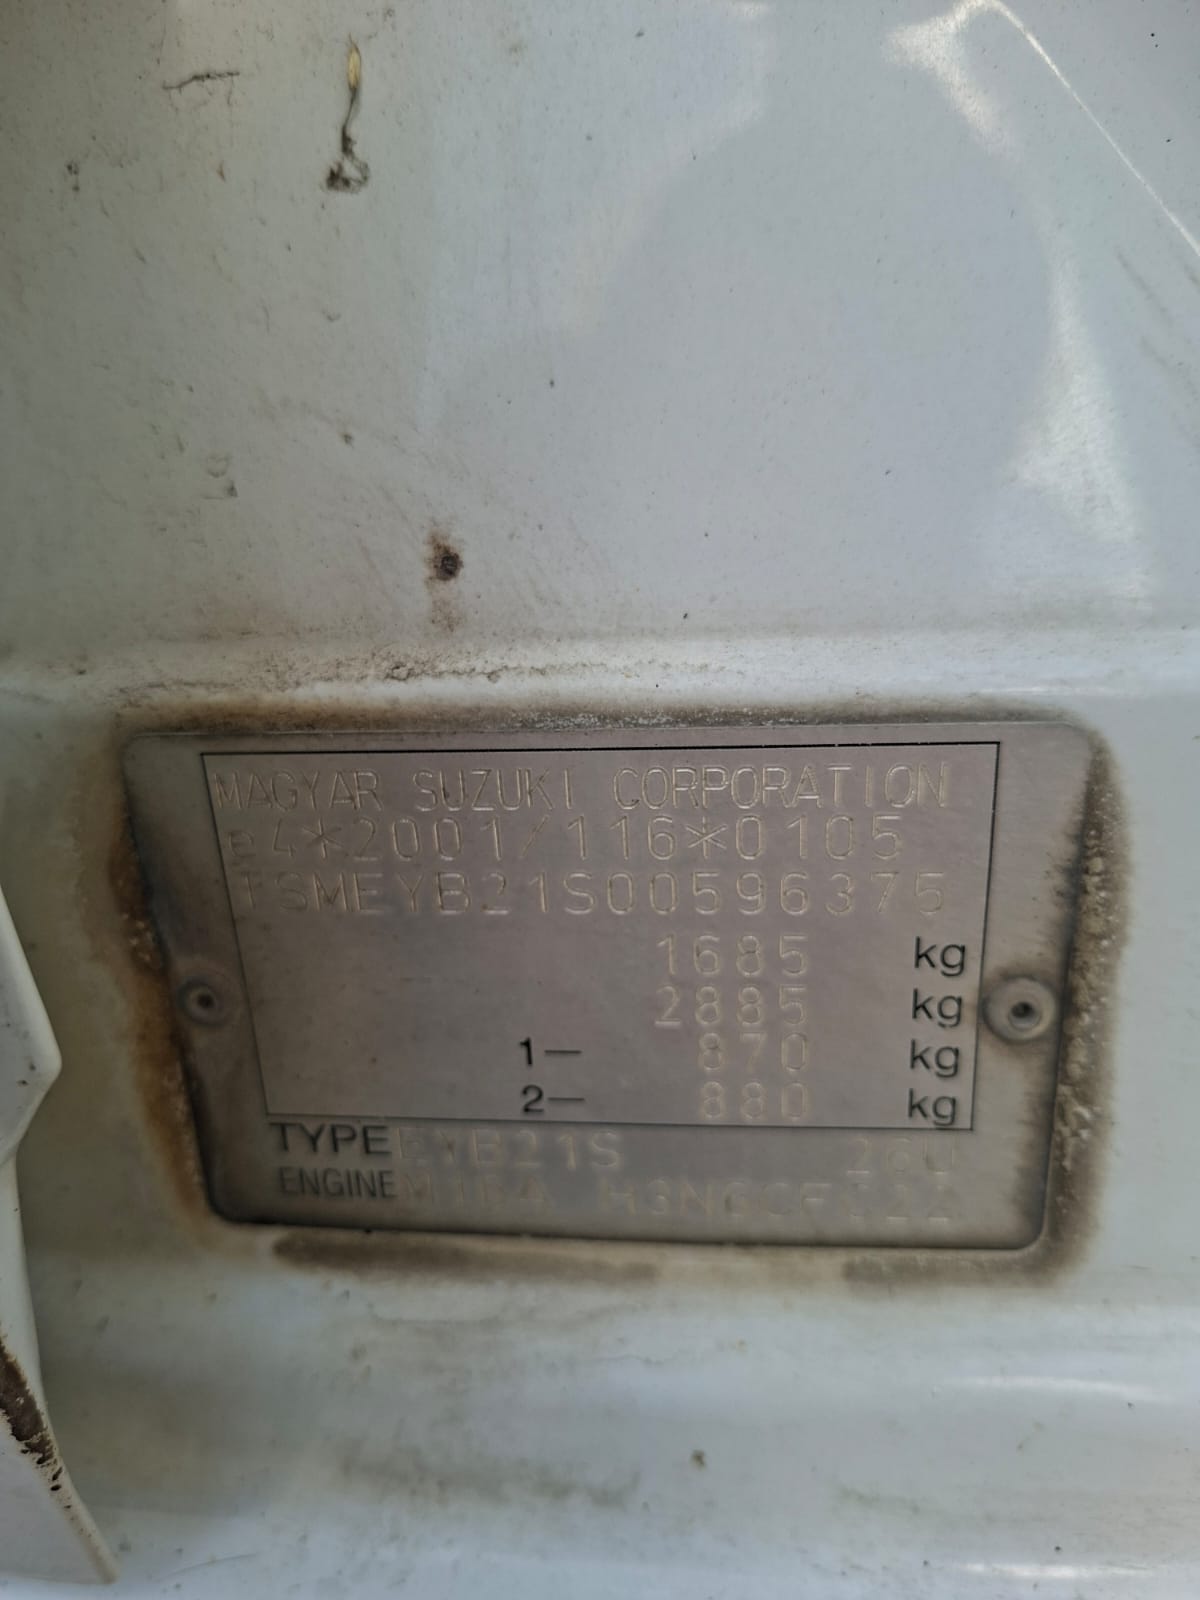 MAGYAR SUZUKI CORPORATION
e4*2001/116*0105
TSMEYB21S00596375
1685 kg
2885 kg
1— 870 kg
2— 880 kg
TYPE EYB21S 26U
ENGINE M16A